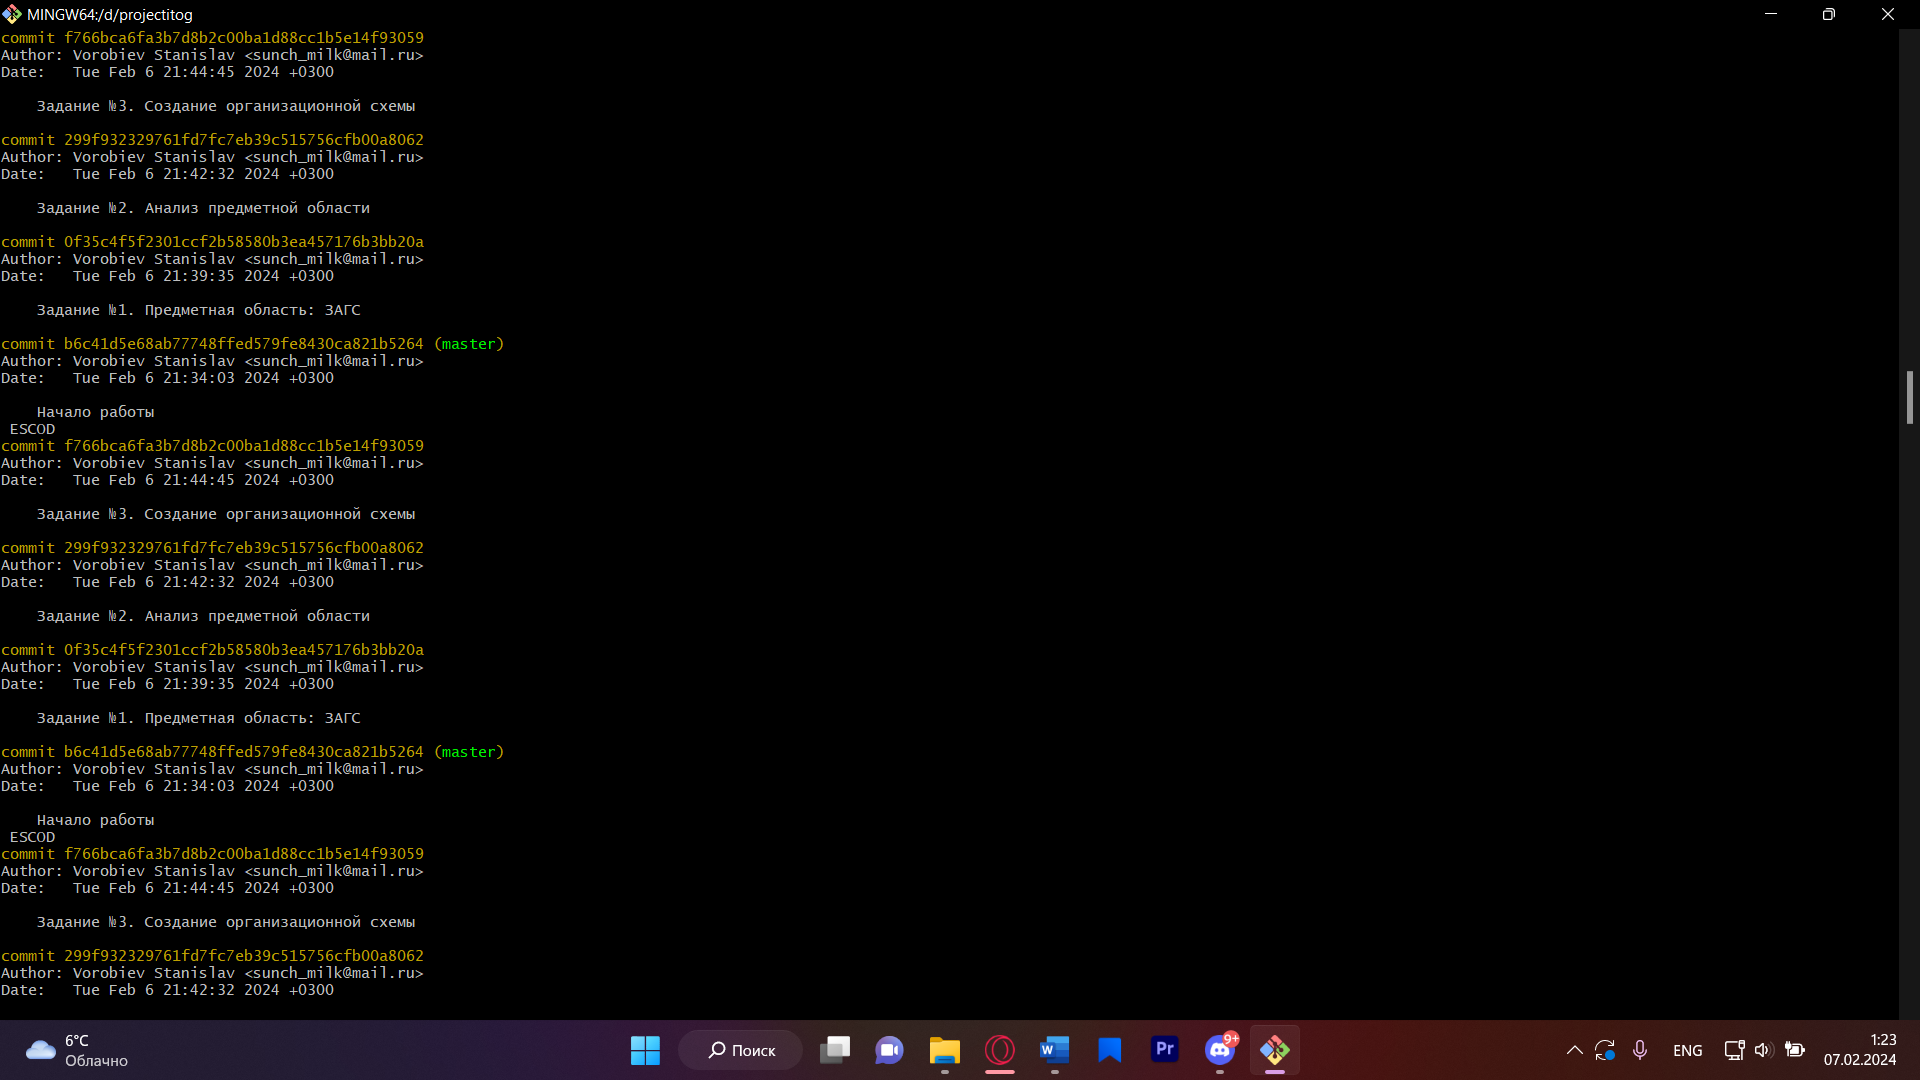 MINGW64:/d/projectitog
commit f766bca6fa3b7d8b2c00ba1d88cc1b5e14f93059
Author: Vorobiev Stanislav <sunch_milk@mail.ru>
Date:   Tue Feb 6 21:44:45 2024 +0300
Задание №3. Создание организационной схемы
commit 299f932329761fd7fc7eb39c515756cfb00a8062
Author: Vorobiev Stanislav <sunch_milk@mail.ru>
Date:   Tue Feb 6 21:42:32 2024 +0300
Задание №2. Анализ предметной области
commit 0f35c4f5f2301ccf2b58580b3ea457176b3bb20a
Author: Vorobiev Stanislav <sunch_milk@mail.ru>
Date:   Tue Feb 6 21:39:35 2024 +0300
Задание №1. Предметная область: ЗАГС
commit b6c41d5e68ab77748ffed579fe8430ca821b5264 (master)
Author: Vorobiev Stanislav <sunch_milk@mail.ru>
Date:   Tue Feb 6 21:34:03 2024 +0300
Начало работы
ESCOD
commit f766bca6fa3b7d8b2c00ba1d88cc1b5e14f93059
Author: Vorobiev Stanislav <sunch_milk@mail.ru>
Date:   Tue Feb 6 21:44:45 2024 +0300
Задание №3. Создание организационной схемы
commit 299f932329761fd7fc7eb39c515756cfb00a8062
Author: Vorobiev Stanislav <sunch_milk@mail.ru>
Date:   Tue Feb 6 21:42:32 2024 +0300
Задание №2. Анализ предметной области
commit 0f35c4f5f2301ccf2b58580b3ea457176b3bb20a
Author: Vorobiev Stanislav <sunch_milk@mail.ru>
Date:   Tue Feb 6 21:39:35 2024 +0300
Задание №1. Предметная область: ЗАГС
commit b6c41d5e68ab77748ffed579fe8430ca821b5264 (master)
Author: Vorobiev Stanislav <sunch_milk@mail.ru>
Date:   Tue Feb 6 21:34:03 2024 +0300
Начало работы
ESCOD
commit f766bca6fa3b7d8b2c00ba1d88cc1b5e14f93059
Author: Vorobiev Stanislav <sunch_milk@mail.ru>
Date:   Tue Feb 6 21:44:45 2024 +0300
Задание №3. Создание организационной схемы
commit 299f932329761fd7fc7eb39c515756cfb00a8062
Author: Vorobiev Stanislav <sunch_milk@mail.ru>
Date:   Tue Feb 6 21:42:32 2024 +0300
6°C
Облачно
Поиск
W
Pr
9+
ENG
1:23
07.02.2024